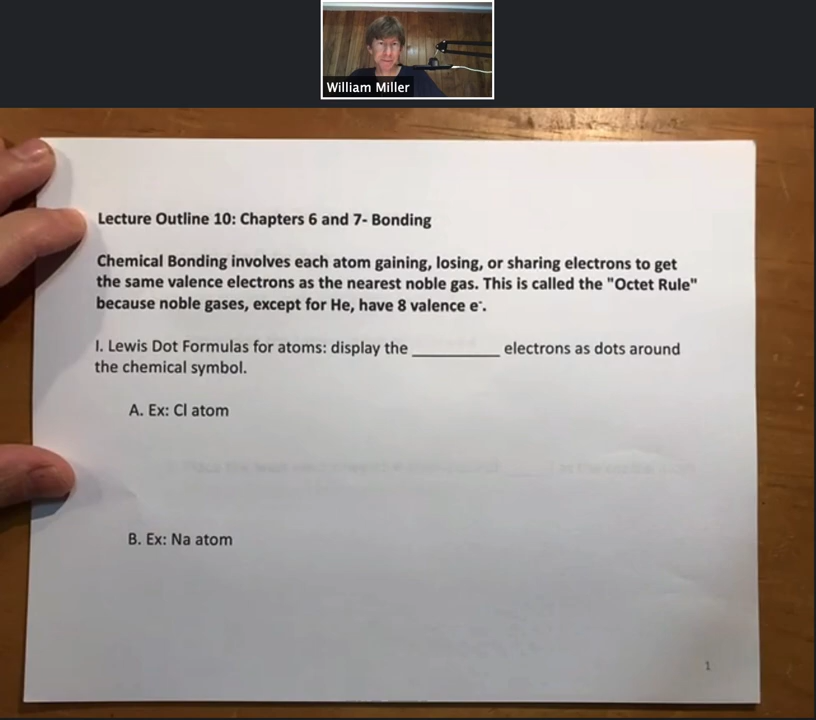 William Miller
Lecture Outline 10: Chapters 6 and 7- Bonding
Chemical Bonding involves each atom gaining, losing, or sharing electrons to get
the same valence electrons as the nearest noble gas. This is called the "Octet Rule"
because noble gases, except for He, have 8 valence e⁻.
I. Lewis Dot Formulas for atoms: display the __________ electrons as dots around
the chemical symbol.
A. Ex: Cl atom
B. Ex: Na atom
1